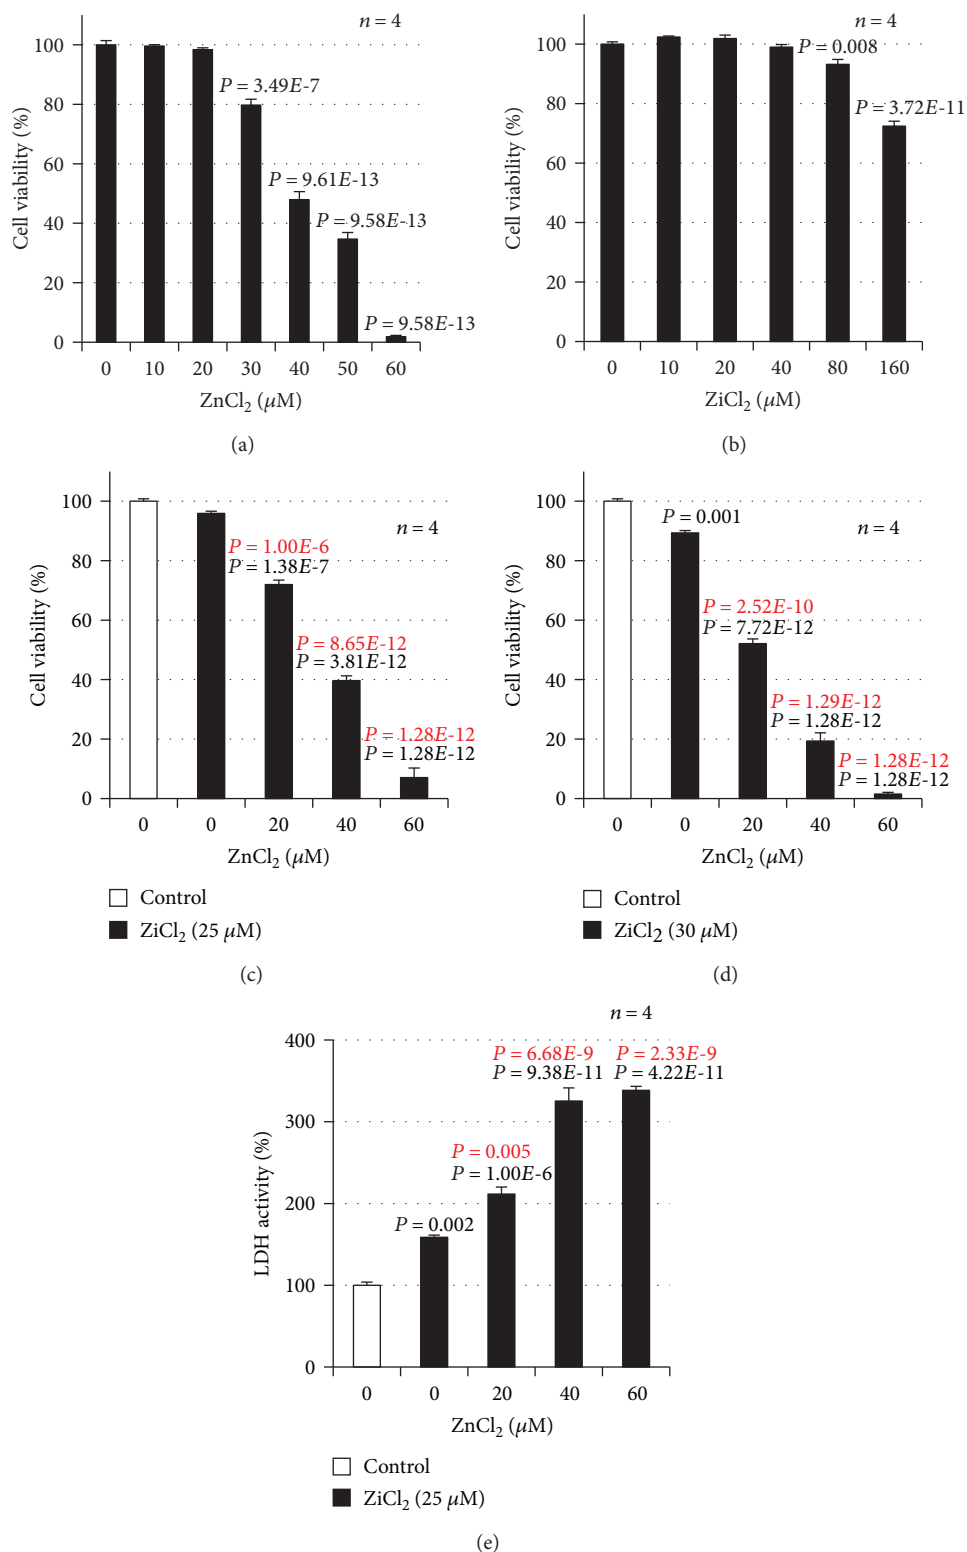 n = 4
100
80
60
40
20
0
Cell viability (%)
P = 3.49E-7
P = 9.61E-13
P = 9.58E-13
P = 9.58E-13
0 10 20 30 40 50 60
ZnCl2 (μM)
(a)
n = 4
100
80
60
40
20
0
Cell viability (%)
P = 0.008
P = 3.72E-11
0 10 20 40 80 160
ZiCl2 (μM)
(b)
100
80
60
40
20
0
Cell viability (%)
n = 4
P = 1.00E-6
P = 1.38E-7
P = 8.65E-12
P = 3.81E-12
P = 1.28E-12
P = 1.28E-12
0 0 20 40 60
ZnCl2 (μM)
Control
ZiCl2 (25 μM)
(c)
100
80
60
40
20
0
Cell viability (%)
P = 0.001
n = 4
P = 2.52E-10
P = 7.72E-12
P = 1.29E-12
P = 1.28E-12
P = 1.28E-12
P = 1.28E-12
0 0 20 40 60
ZnCl2 (μM)
Control
ZiCl2 (30 μM)
(d)
n = 4
400
300
200
100
0
LDH activity (%)
P = 6.68E-9
P = 9.38E-11
P = 2.33E-9
P = 4.22E-11
P = 0.005
P = 1.00E-6
P = 0.002
0 0 20 40 60
ZnCl2 (μM)
Control
ZiCl2 (25 μM)
(e)